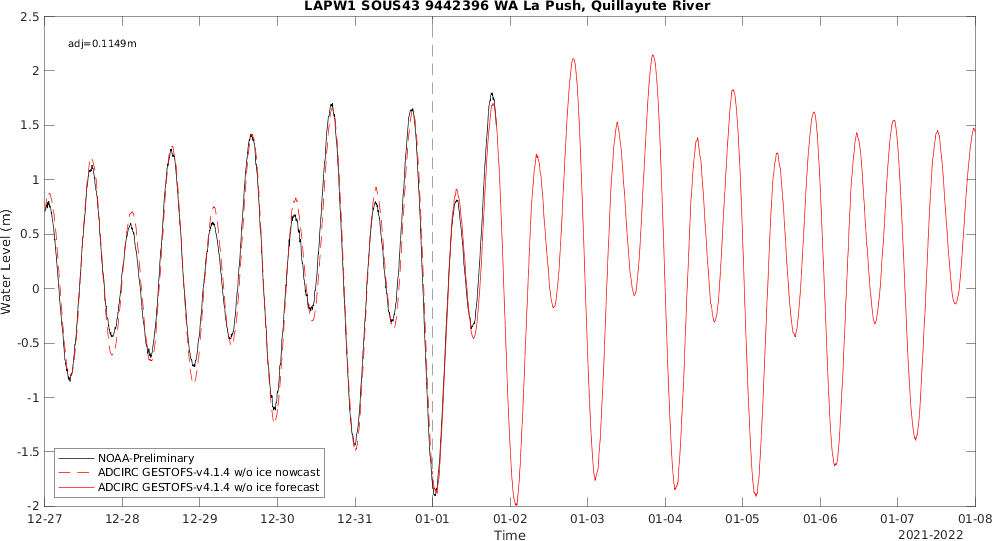 LAPW1 SOUS43 9442396 WA La Push, Quillayute River
2.5
adj=0.1149m
2
1.5
1
0.5
0
-0.5
-1
-1.5
-2
Water Level (m)
NOAA-Preliminary
ADCIRC GESTOFS-v4.1.4 w/o ice nowcast
ADCIRC GESTOFS-v4.1.4 w/o ice forecast
12-27 12-28 12-29 12-30 12-31 01-01 01-02 01-03 01-04 01-05 01-06 01-07 01-08
Time
2021-2022